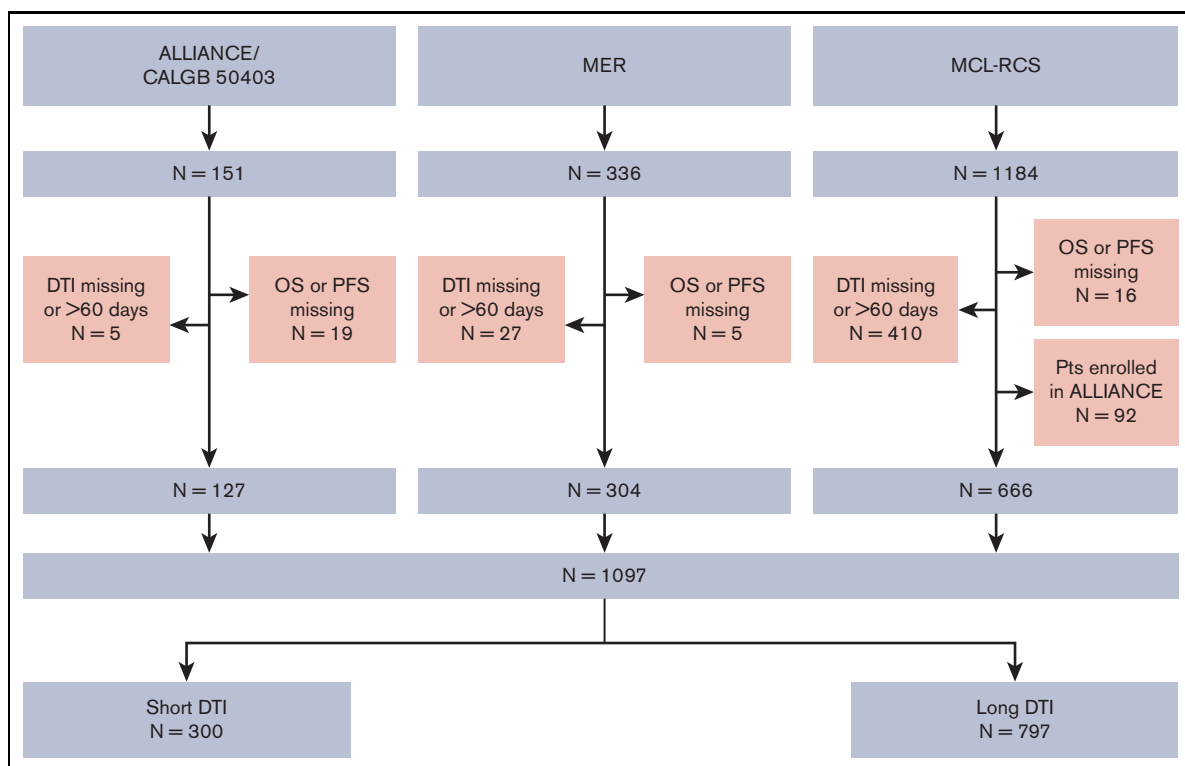 ALLIANCE/
CALGB 50403
MER
MCL-RCS
N = 151
N = 336
N = 1184
DTI missing
or >60 days
N = 5
OS or PFS
missing
N = 19
DTI missing
or >60 days
N = 27
OS or PFS
missing
N = 5
DTI missing
or >60 days
N = 410
OS or PFS
missing
N = 16
Pts enrolled
in ALLIANCE
N = 92
N = 127
N = 304
N = 666
N = 1097
Short DTI
N = 300
Long DTI
N = 797